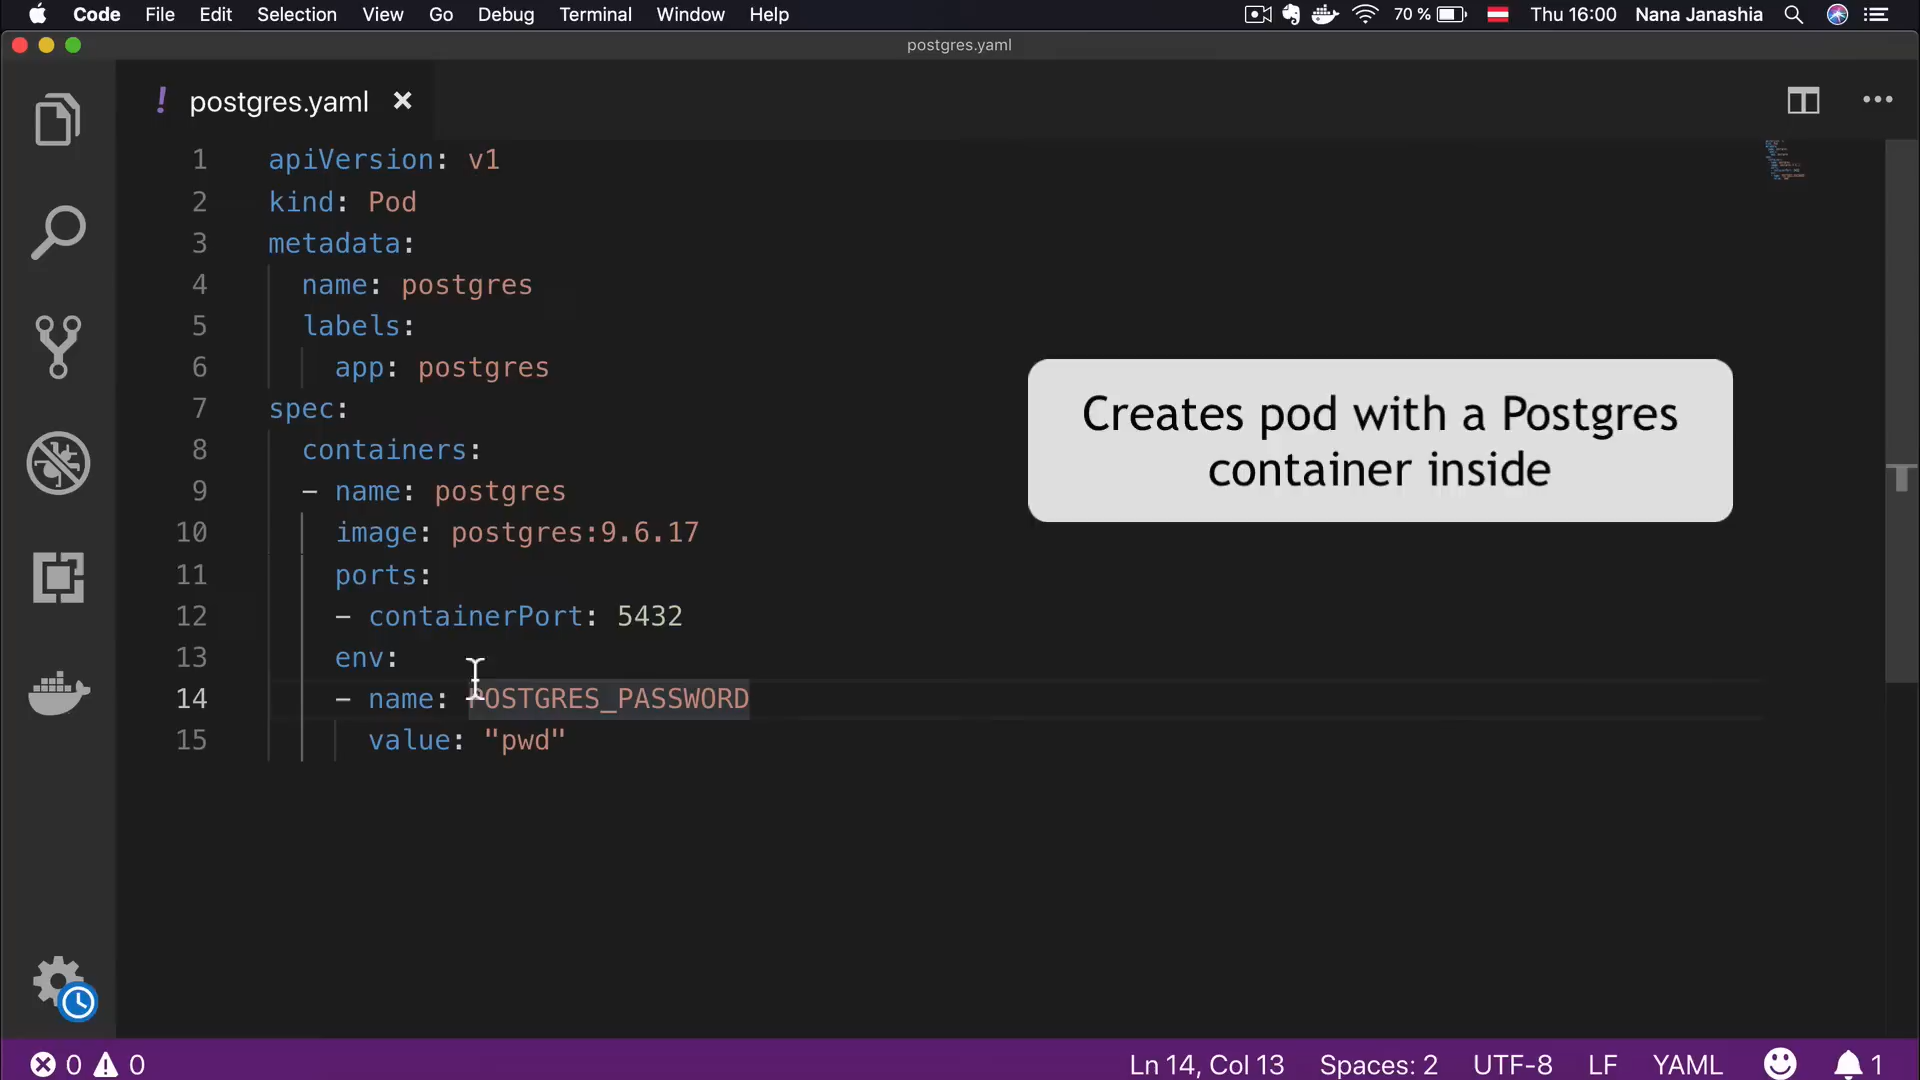 Code File Edit Selection View Go Debug Terminal Window Help 70 % Thu 16:00 Nana Janashia
postgres.yaml
! postgres.yaml
1 apiVersion: v1
2 kind: Pod
3 metadata:
4 name: postgres
5 labels:
6 app: postgres
7 spec:
8 containers:
9 - name: postgres
10 image: postgres:9.6.17
11 ports:
12 - containerPort: 5432
13 env:
14 - name: POSTGRES_PASSWORD
15 value: "pwd"
Creates pod with a Postgres
container inside
0 0 Ln 14, Col 13 Spaces: 2 UTF-8 LF YAML 1